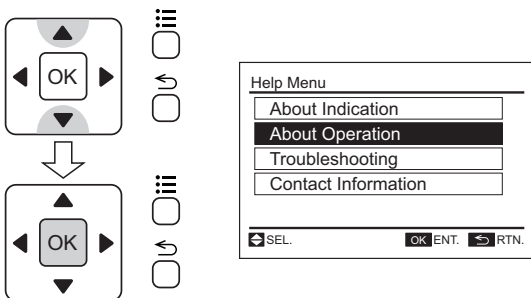 OK
OK
Help Menu
About Indication
About Operation
Troubleshooting
Contact Information
SEL. OK ENT. RTN.